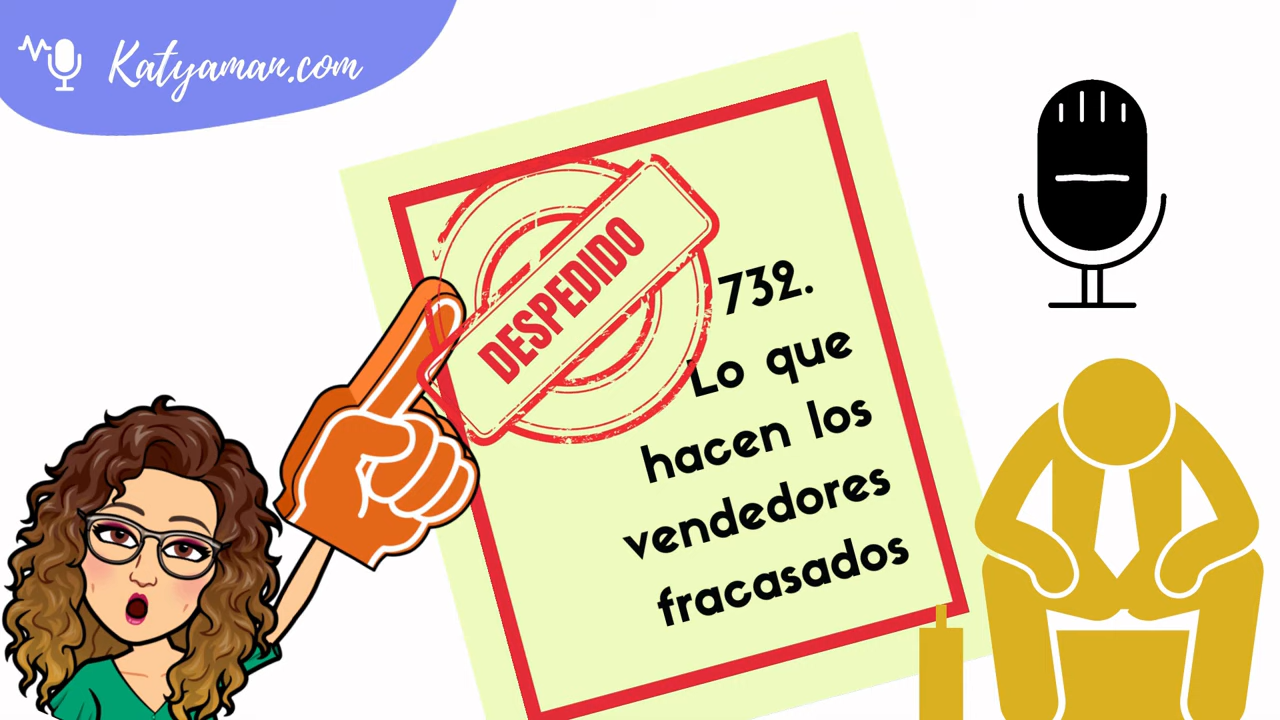 Katyaman.com
DESPEDIDO
732.
Lo que
hacen los
vendedores
fracasados